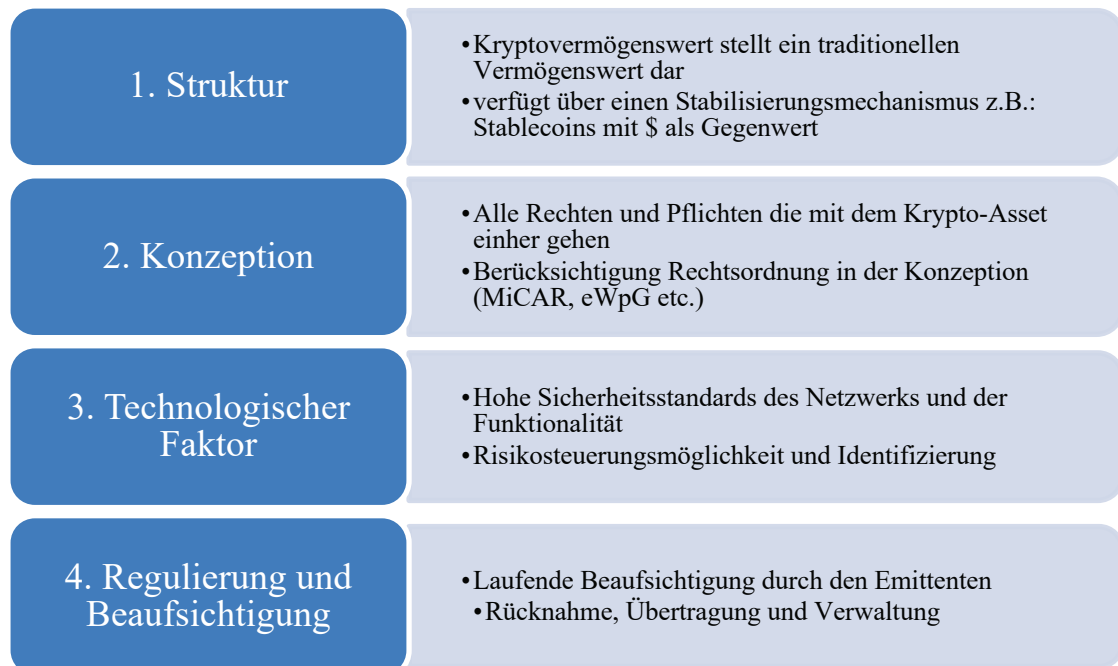 1. Struktur
•Kryptovermögenswert stellt ein traditionellen
Vermögenswert dar
•verfügt über einen Stabilisierungsmechanismus z.B.:
Stablecoins mit $ als Gegenwert
2. Konzeption
•Alle Rechten und Pflichten die mit dem Krypto-Asset
einher gehen
•Berücksichtigung Rechtsordnung in der Konzeption
(MiCAR, eWpG etc.)
3. Technologischer
Faktor
•Hohe Sicherheitsstandards des Netzwerks und der
Funktionalität
•Risikosteuerungsmöglichkeit und Identifizierung
4. Regulierung und
Beaufsichtigung
•Laufende Beaufsichtigung durch den Emittenten
•Rücknahme, Übertragung und Verwaltung